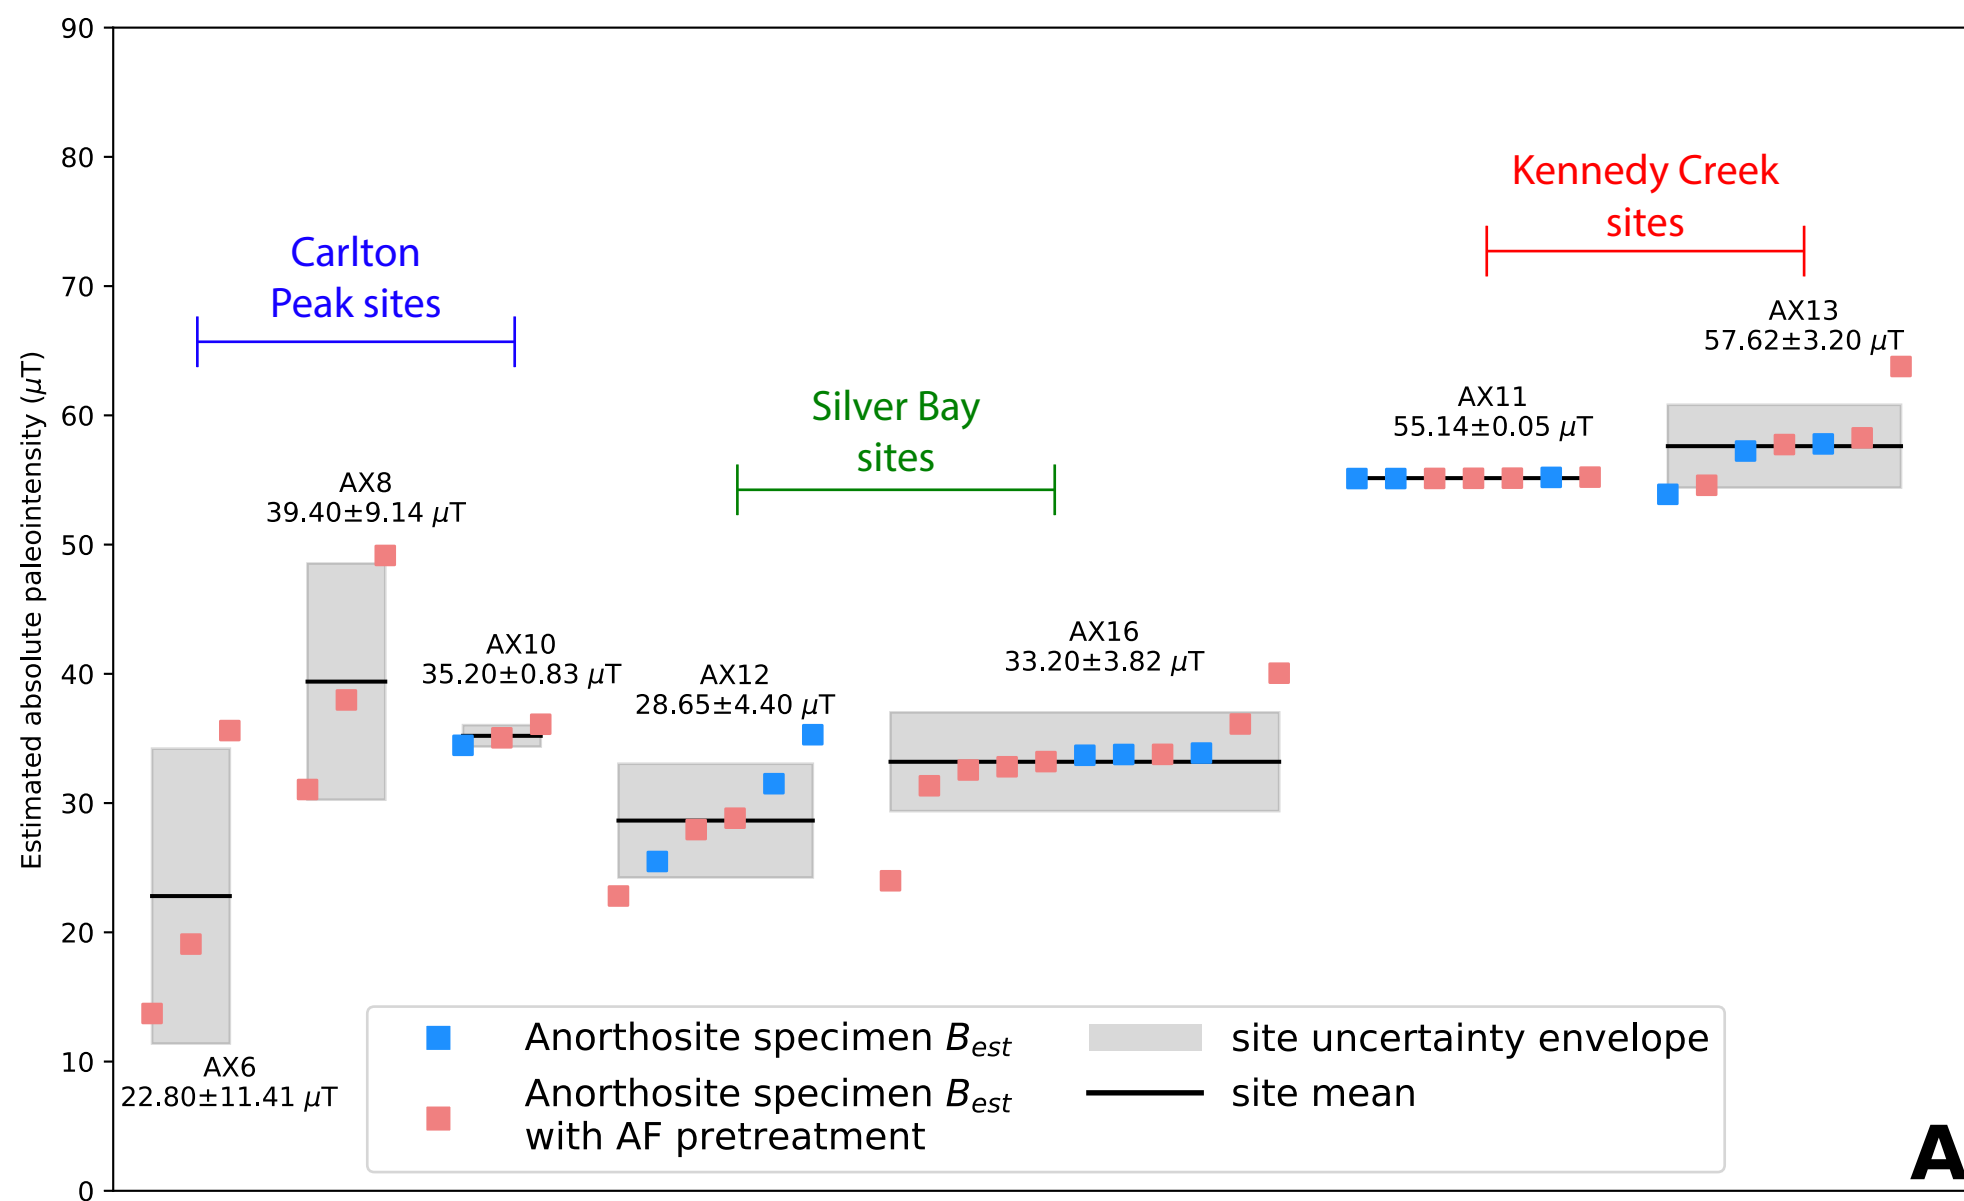 90
80
70
60
50
40
30
20
10
0
Estimated absolute paleointensity (μT)
Carlton
Peak sites
Silver Bay
sites
Kennedy Creek
sites
AX6
22.80±11.41 μT
AX8
39.40±9.14 μT
AX10
35.20±0.83 μT
AX12
28.65±4.40 μT
AX16
33.20±3.82 μT
AX11
55.14±0.05 μT
AX13
57.62±3.20 μT
Anorthosite specimen Best
Anorthosite specimen Best
with AF pretreatment
site uncertainty envelope
site mean
A